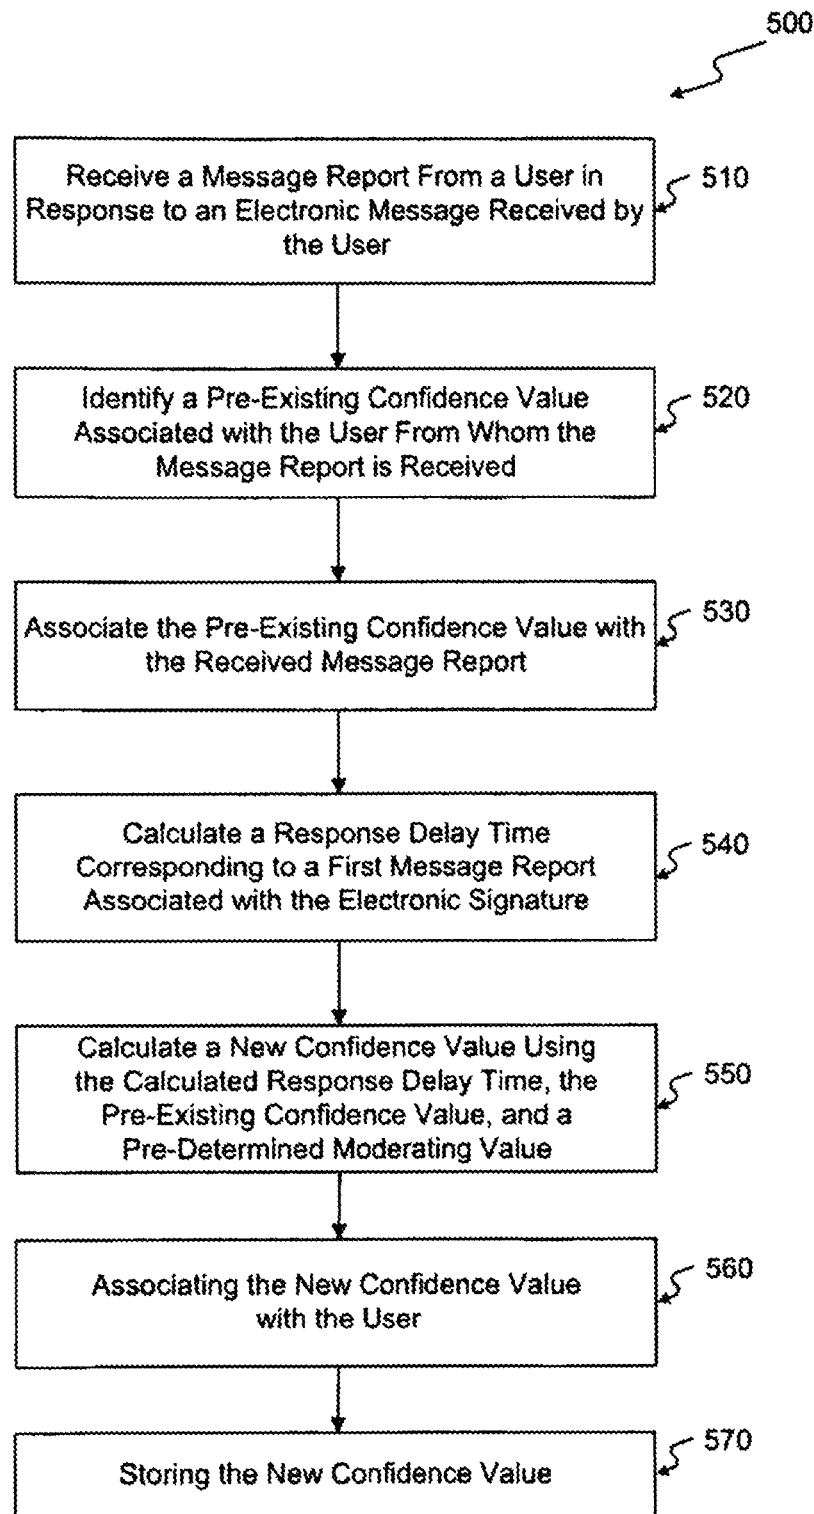 500
Receive a Message Report From a User in
Response to an Electronic Message Received by
the User
510
Identify a Pre-Existing Confidence Value
Associated with the User From Whom the
Message Report is Received
520
Associate the Pre-Existing Confidence Value with
the Received Message Report
530
Calculate a Response Delay Time
Corresponding to a First Message Report
Associated with the Electronic Signature
540
Calculate a New Confidence Value Using
the Calculated Response Delay Time, the
Pre-Existing Confidence Value, and a
Pre-Determined Moderating Value
550
Associating the New Confidence Value
with the User
560
Storing the New Confidence Value
570